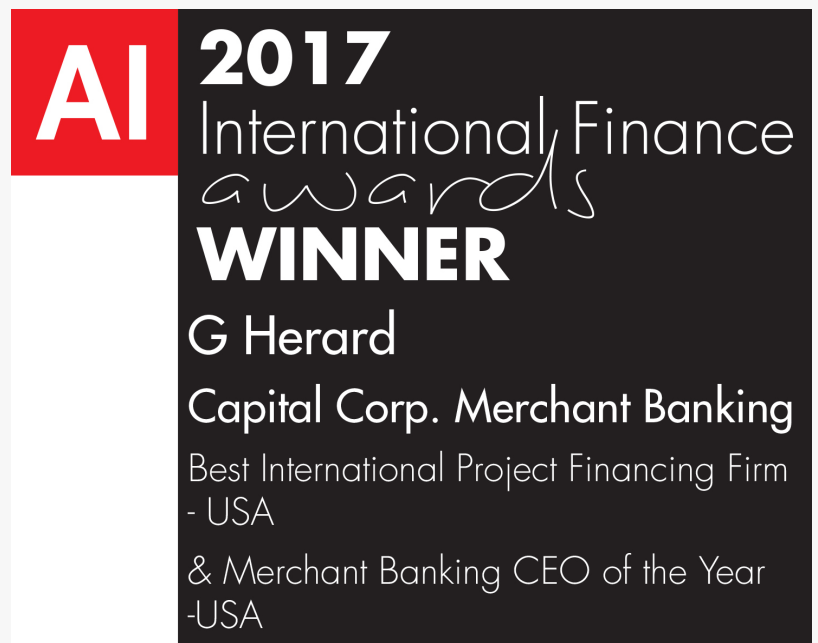 AI
2017
International Finance
awards
WINNER
G Herard
Capital Corp. Merchant Banking
Best International Project Financing Firm
- USA
& Merchant Banking CEO of the Year
-USA